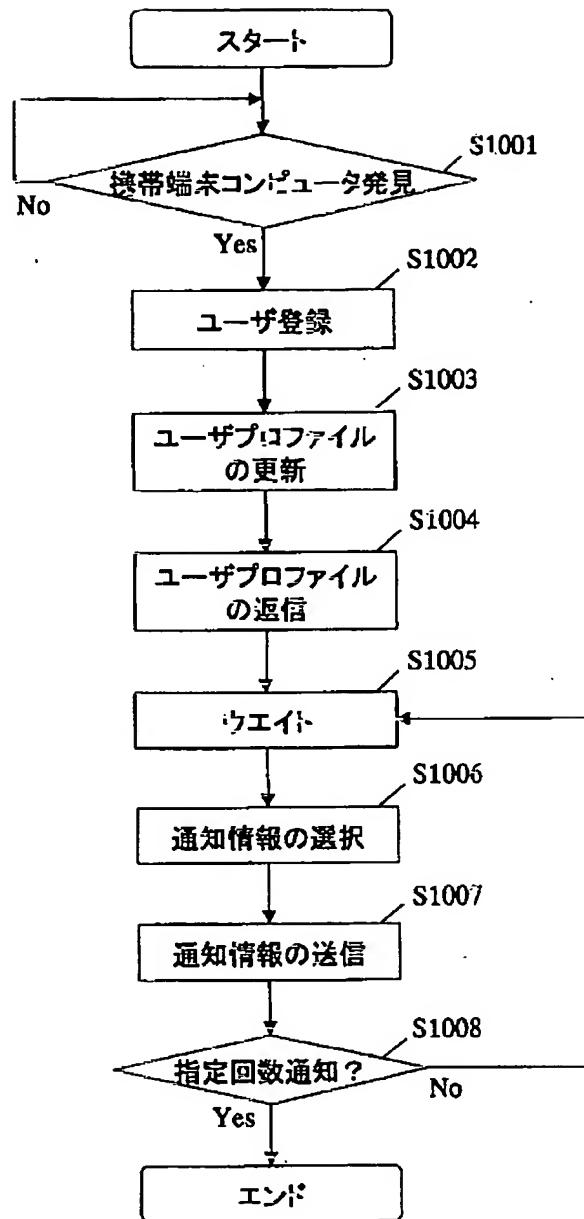 スタート
S1001
携帯端末コンピュータ発見
No
Yes
S1002
ユーザ登録
S1003
ユーザプロファイル
の更新
S1004
ユーザプロファイル
の返信
S1005
ウエイト
S1006
通知情報の選択
S1007
通知情報の送信
S1008
指定回数通知？
No
Yes
エンド